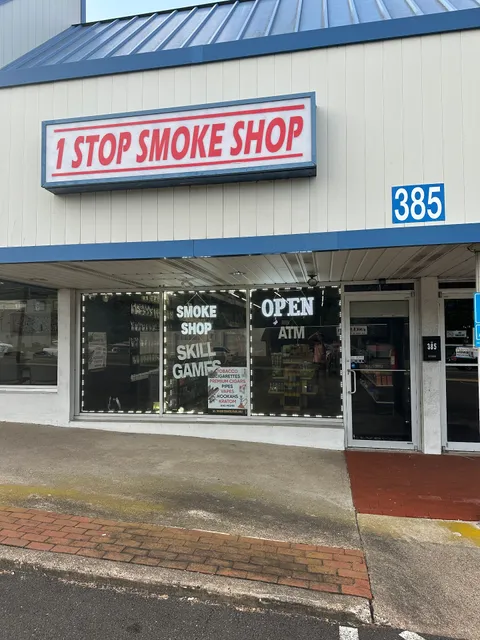 1 STOP SMOKE SHOP
385
SMOKE
SHOP
SKILL
GAMES
OPEN
ATM
TOBACCO
CIGARETTES
PREMIUM CIGARS
PIPES
VAPES
HOOKAHS
KRATOM
385